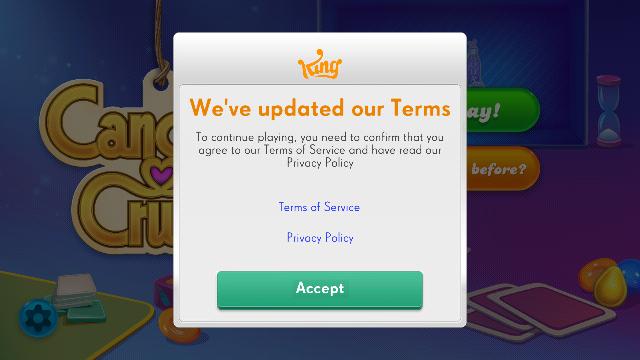 King
We've updated our Terms
To continue playing, you need to confirm that you
agree to our Terms of Service and have read our
Privacy Policy
Terms of Service
Privacy Policy
Accept
before?